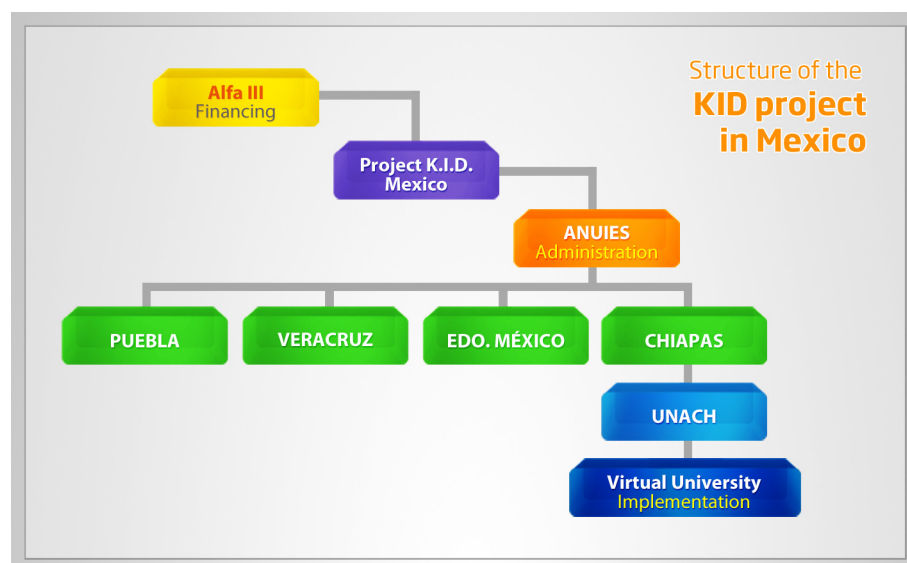 Structure of the
KID project
in Mexico
Alfa III
Financing
Project K.I.D.
Mexico
ANUIES
Administration
PUEBLA
VERACRUZ
EDO. MÉXICO
CHIAPAS
UNACH
Virtual University
Implementation